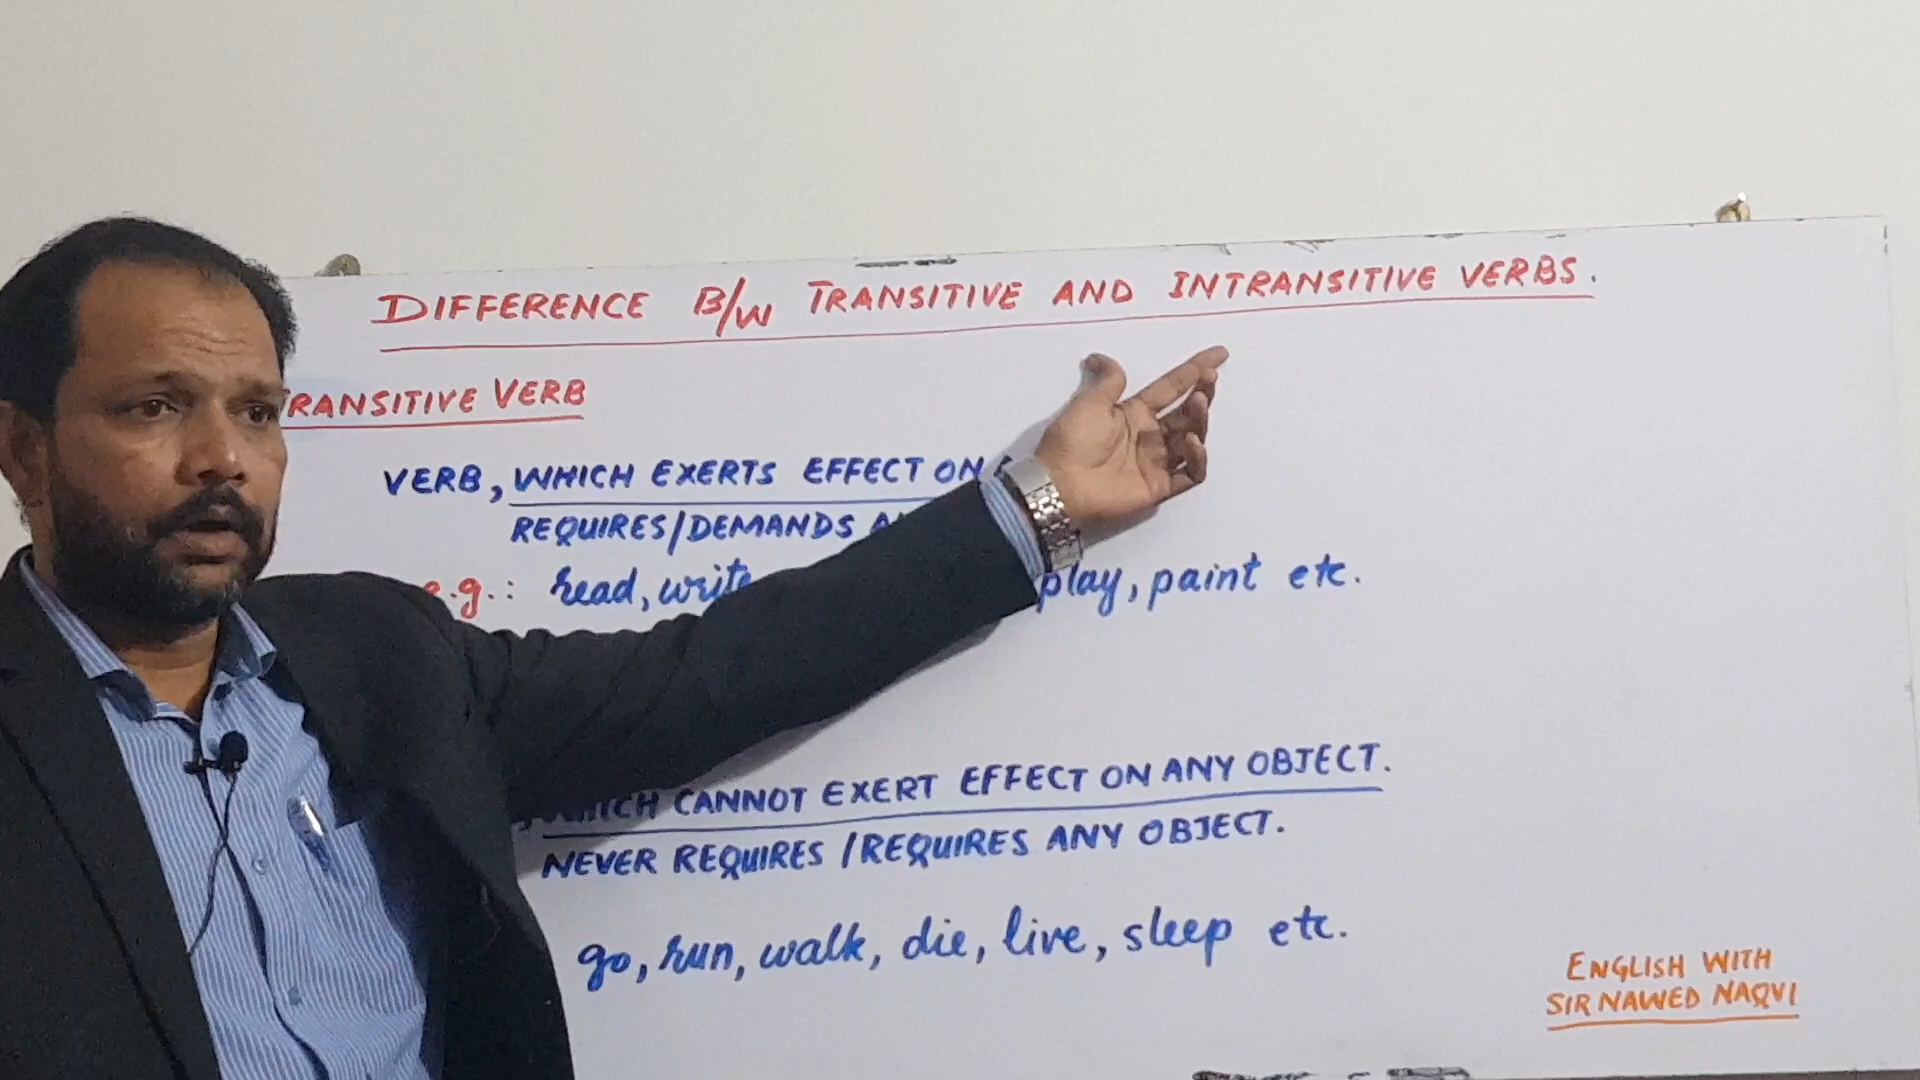 DIFFERENCE B/W TRANSITIVE AND INTRANSITIVE VERBS.
TRANSITIVE VERB
VERB, WHICH EXERTS EFFECT ON
REQUIRES/DEMANDS
e.g.: read, write play, paint etc.
WHICH CANNOT EXERT EFFECT ON ANY OBJECT.
NEVER REQUIRES / REQUIRES ANY OBJECT.
go, run, walk, die, live, sleep etc.
ENGLISH WITH
SIR NAWED NAQVI